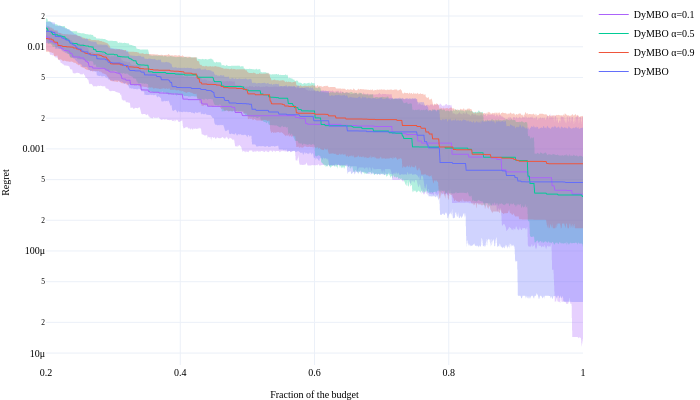 2
0.01
5
2
0.001
5
2
100μ
5
2
10μ
0.2
0.4
0.6
0.8
1
Fraction of the budget
Regret
DyMBO α=0.1
DyMBO α=0.5
DyMBO α=0.9
DyMBO